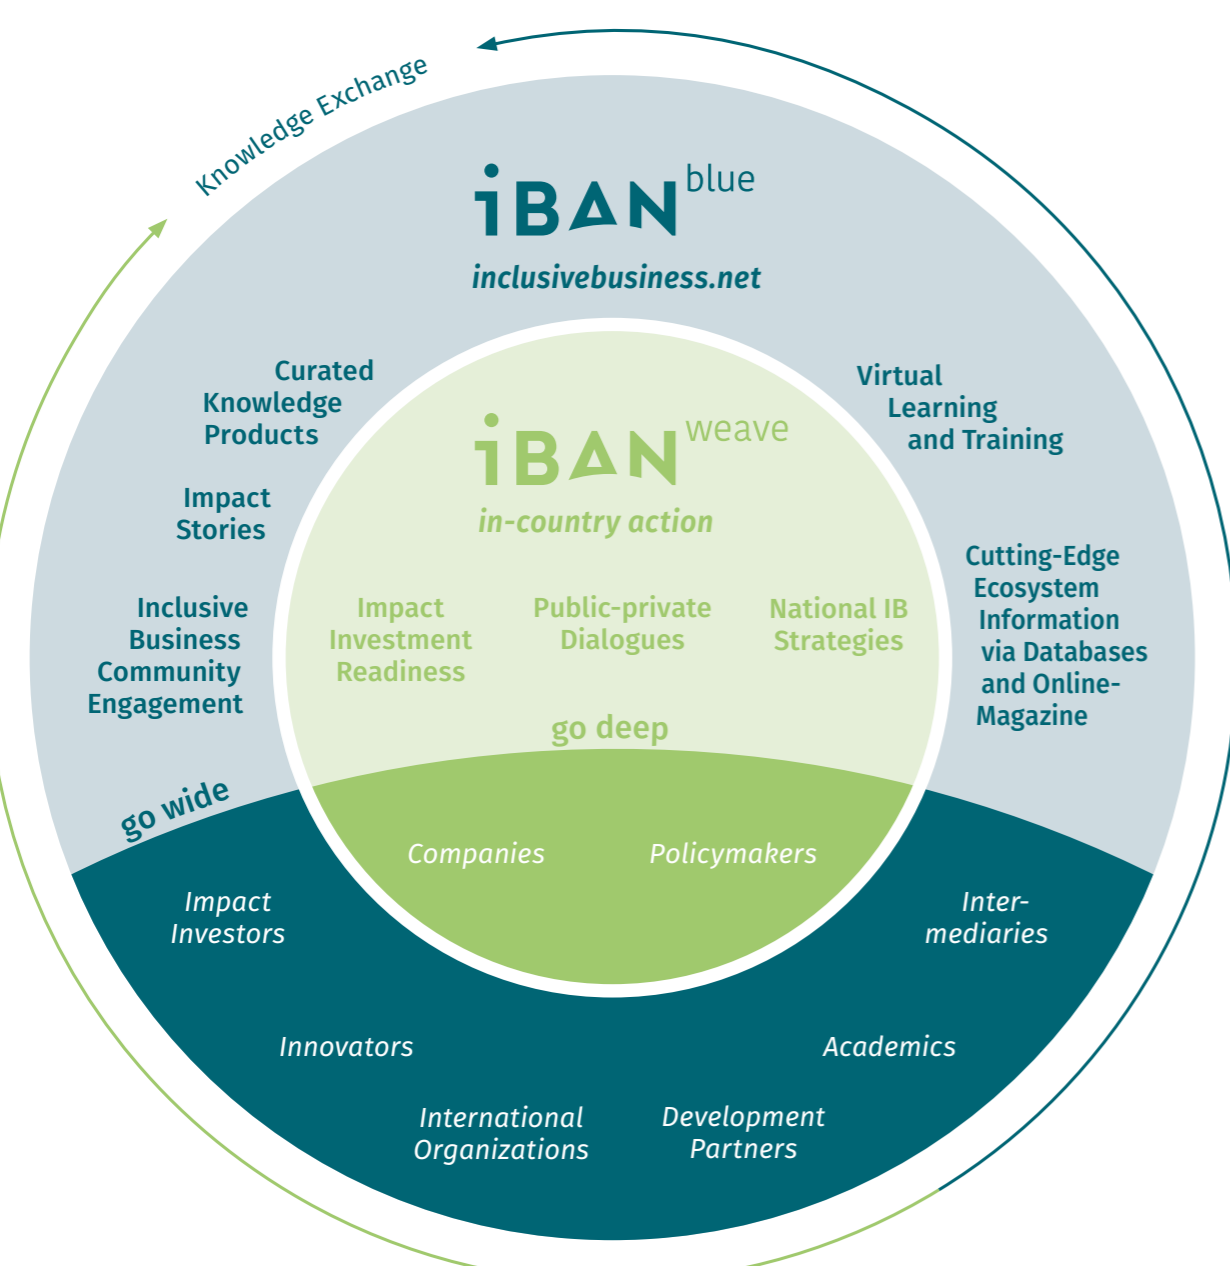 Knowledge Exchange
iBAN blue
inclusivebusiness.net
Curated
Knowledge
Products
Impact
Stories
Inclusive
Business
Community
Engagement
go wide
Virtual
Learning
and Training
Cutting-Edge
Ecosystem
Information
via Databases
and Online-
Magazine
iBAN weave
in-country action
Impact
Investment
Readiness
Public-private
Dialogues
National IB
Strategies
go deep
Companies
Policymakers
Impact
Investors
Inter-
mediaries
Innovators
Academics
International
Organizations
Development
Partners